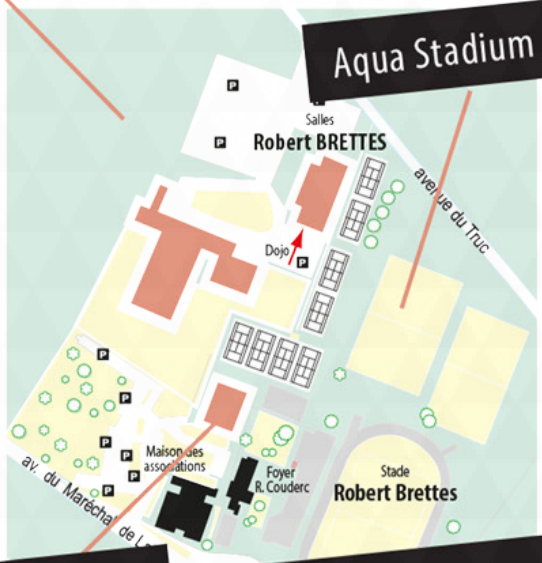 Aqua Stadium
P
P
P
Salles
Robert BRETTES
avenue du Truc
Dojo
P
P
P
P
P
P
P
Maison des
associations
Foyer
R. Couderc
Stade
Robert Brettes
av. du Maréchal de